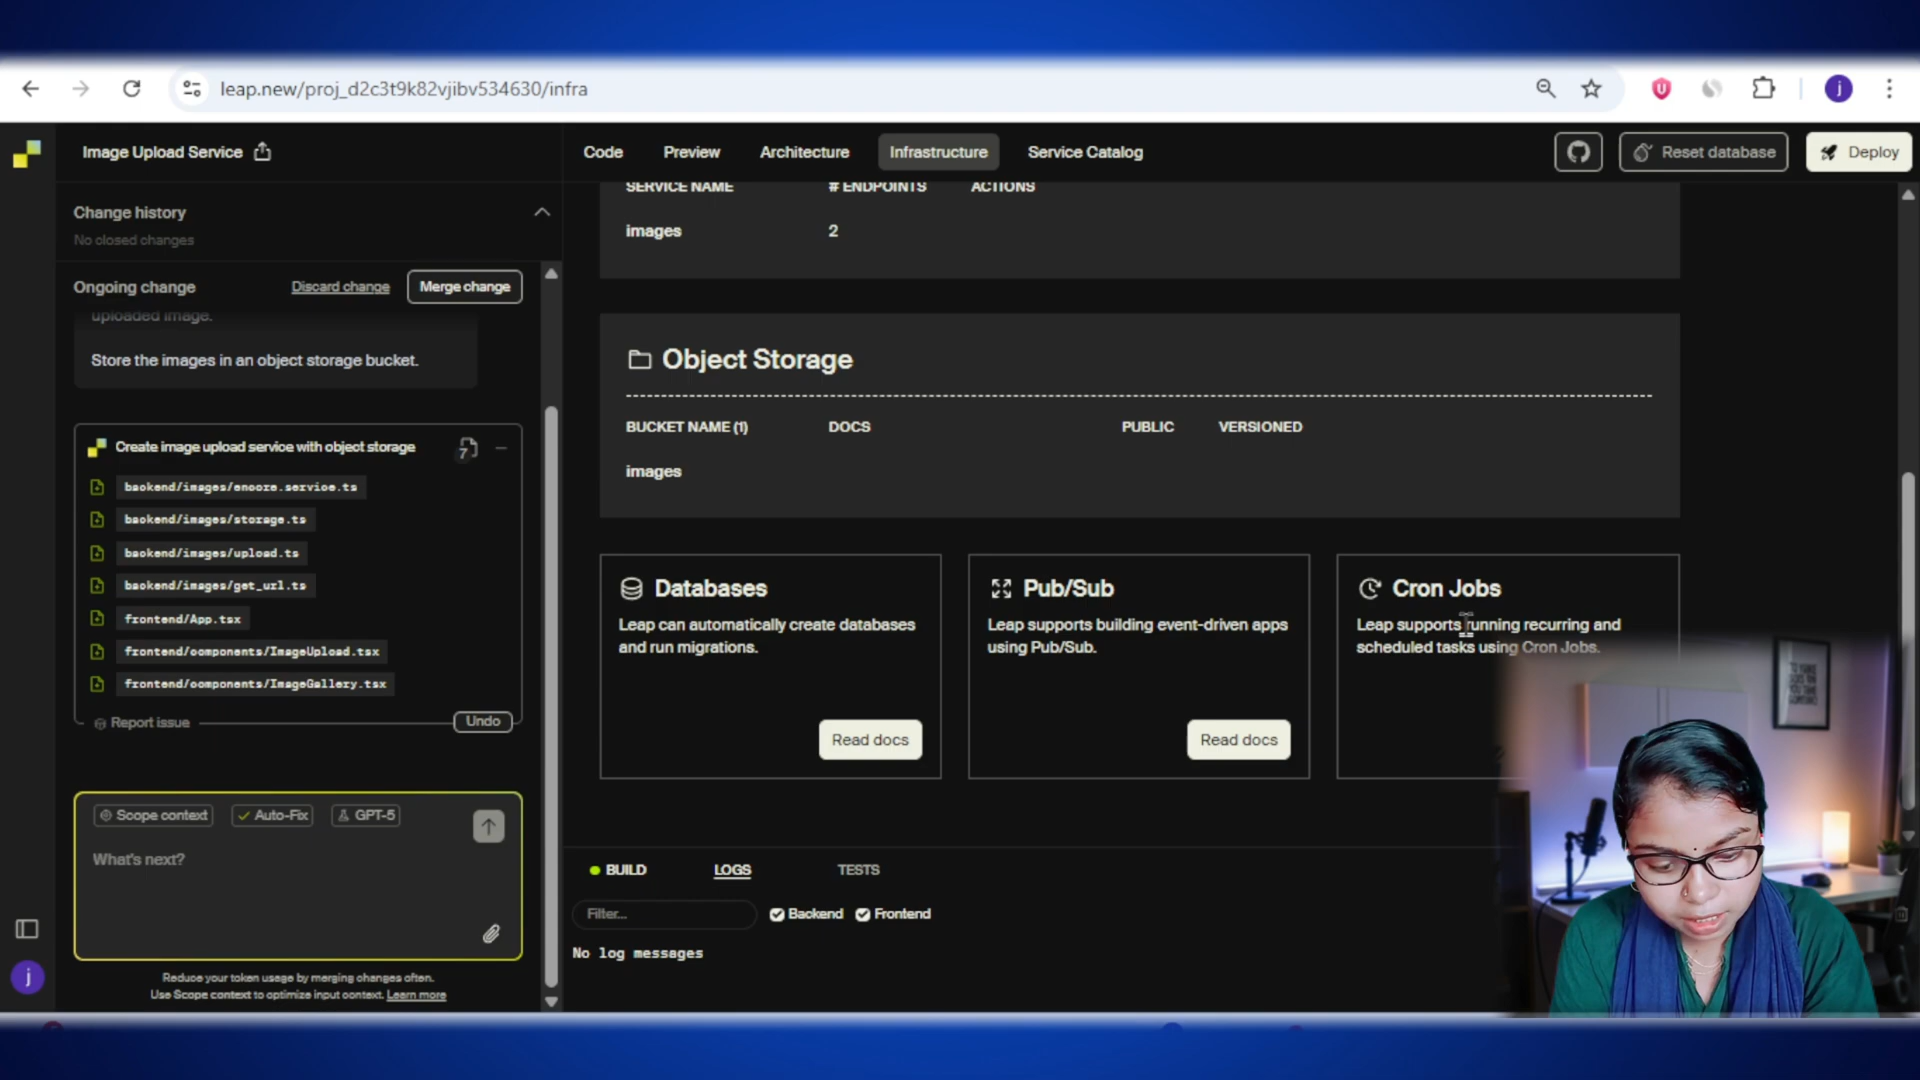 leap.new/proj_d2c3t9k82vjibv534630/infra
j
Image Upload Service
Code
Preview
Architecture
Infrastructure
Service Catalog
Reset database
Deploy
Change history
No closed changes
Ongoing change
Discard change
Merge change
uploaded image.
Store the images in an object storage bucket.
Create image upload service with object storage
7
backend/images/encore.service.ts
backend/images/storage.ts
backend/images/upload.ts
backend/images/get_url.ts
frontend/App.tsx
frontend/components/ImageUpload.tsx
frontend/components/ImageGallery.tsx
Report issue
Undo
Scope context
Auto-Fix
GPT-5
What's next?
Reduce your token usage by merging changes often.
Use Scope context to optimize input context. Learn more
j
SERVICE NAME
# ENDPOINTS
ACTIONS
images
2
Object Storage
BUCKET NAME (1)
DOCS
PUBLIC
VERSIONED
images
Databases
Leap can automatically create databases
and run migrations.
Read docs
Pub/Sub
Leap supports building event-driven apps
using Pub/Sub.
Read docs
Cron Jobs
Leap supports running recurring and
scheduled tasks using Cron Jobs.
BUILD
LOGS
TESTS
Filter...
Backend
Frontend
No log messages